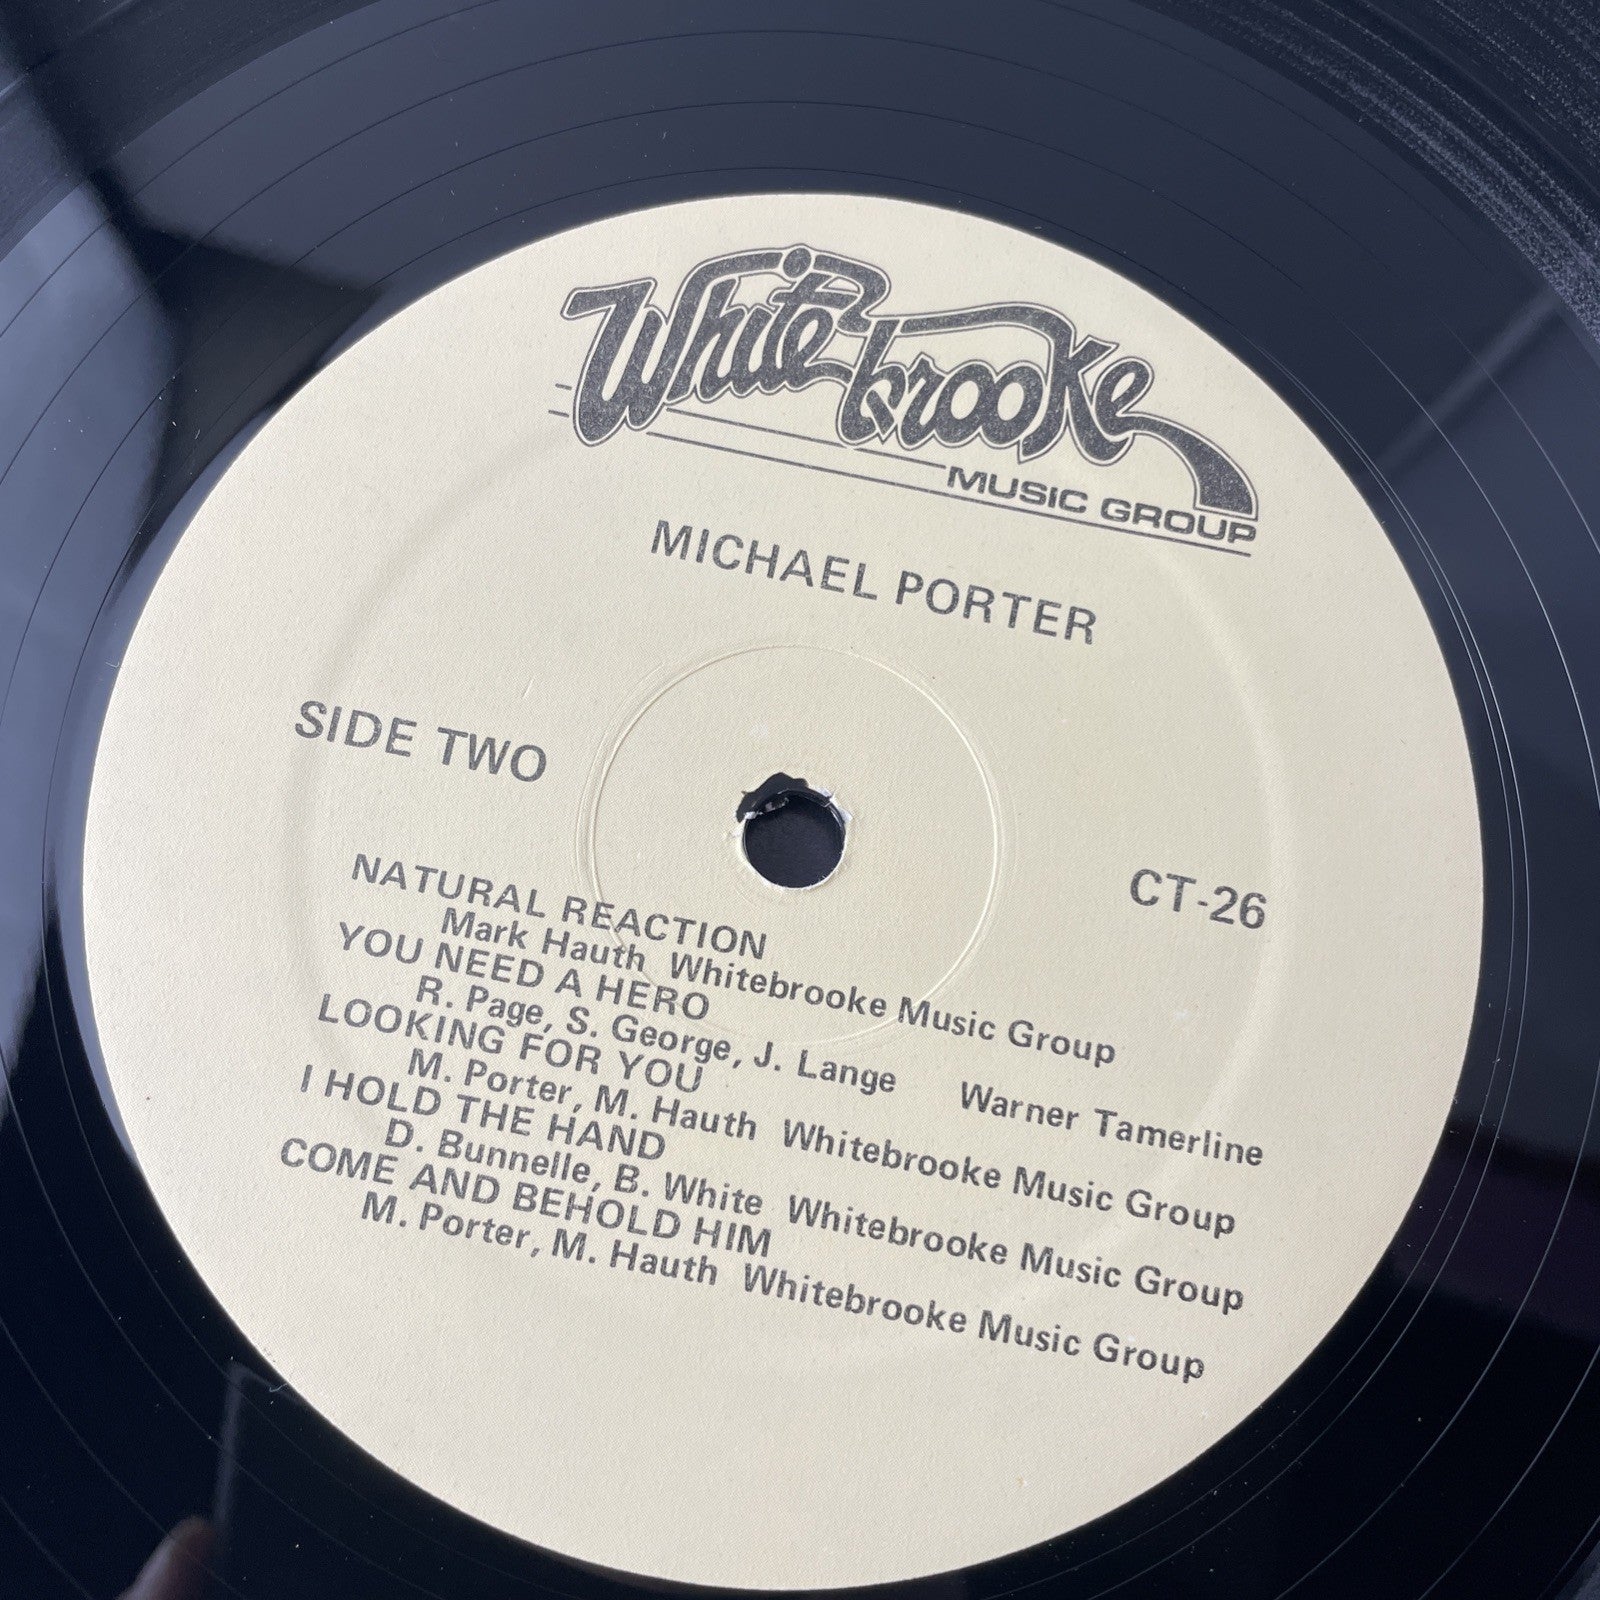 Whitebrooke
MUSIC GROUP
MICHAEL PORTER
SIDE TWO
CT-26
NATURAL REACTION
Mark Hauth Whitebrooke Music Group
YOU NEED A HERO
R. Page, S. George, J. Lange Warner Tamerline
LOOKING FOR YOU
M. Porter, M. Hauth Whitebrooke Music Group
I HOLD THE HAND
D. Bunnelle, B. White Whitebrooke Music Group
COME AND BEHOLD HIM
M. Porter, M. Hauth Whitebrooke Music Group